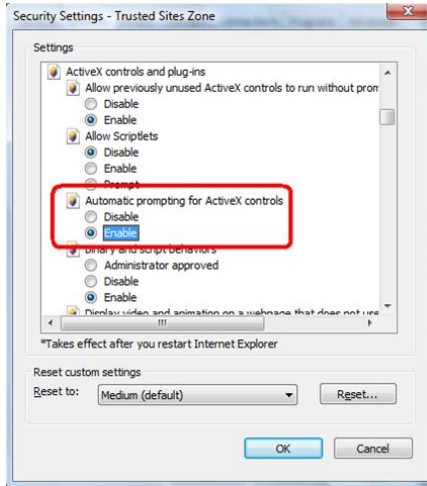 Security Settings - Trusted Sites Zone
Settings
ActiveX controls and plug-ins
Allow previously unused ActiveX controls to run without prom
Disable
Enable
Allow Scriptlets
Disable
Enable
Prompt
Automatic prompting for ActiveX controls
Disable
Enable
Binary and script behaviors
Administrator approved
Disable
Enable
Display video and animation on a webpage that does not use
*Takes effect after you restart Internet Explorer
Reset custom settings
Reset to:
Medium (default)
Reset...
OK
Cancel